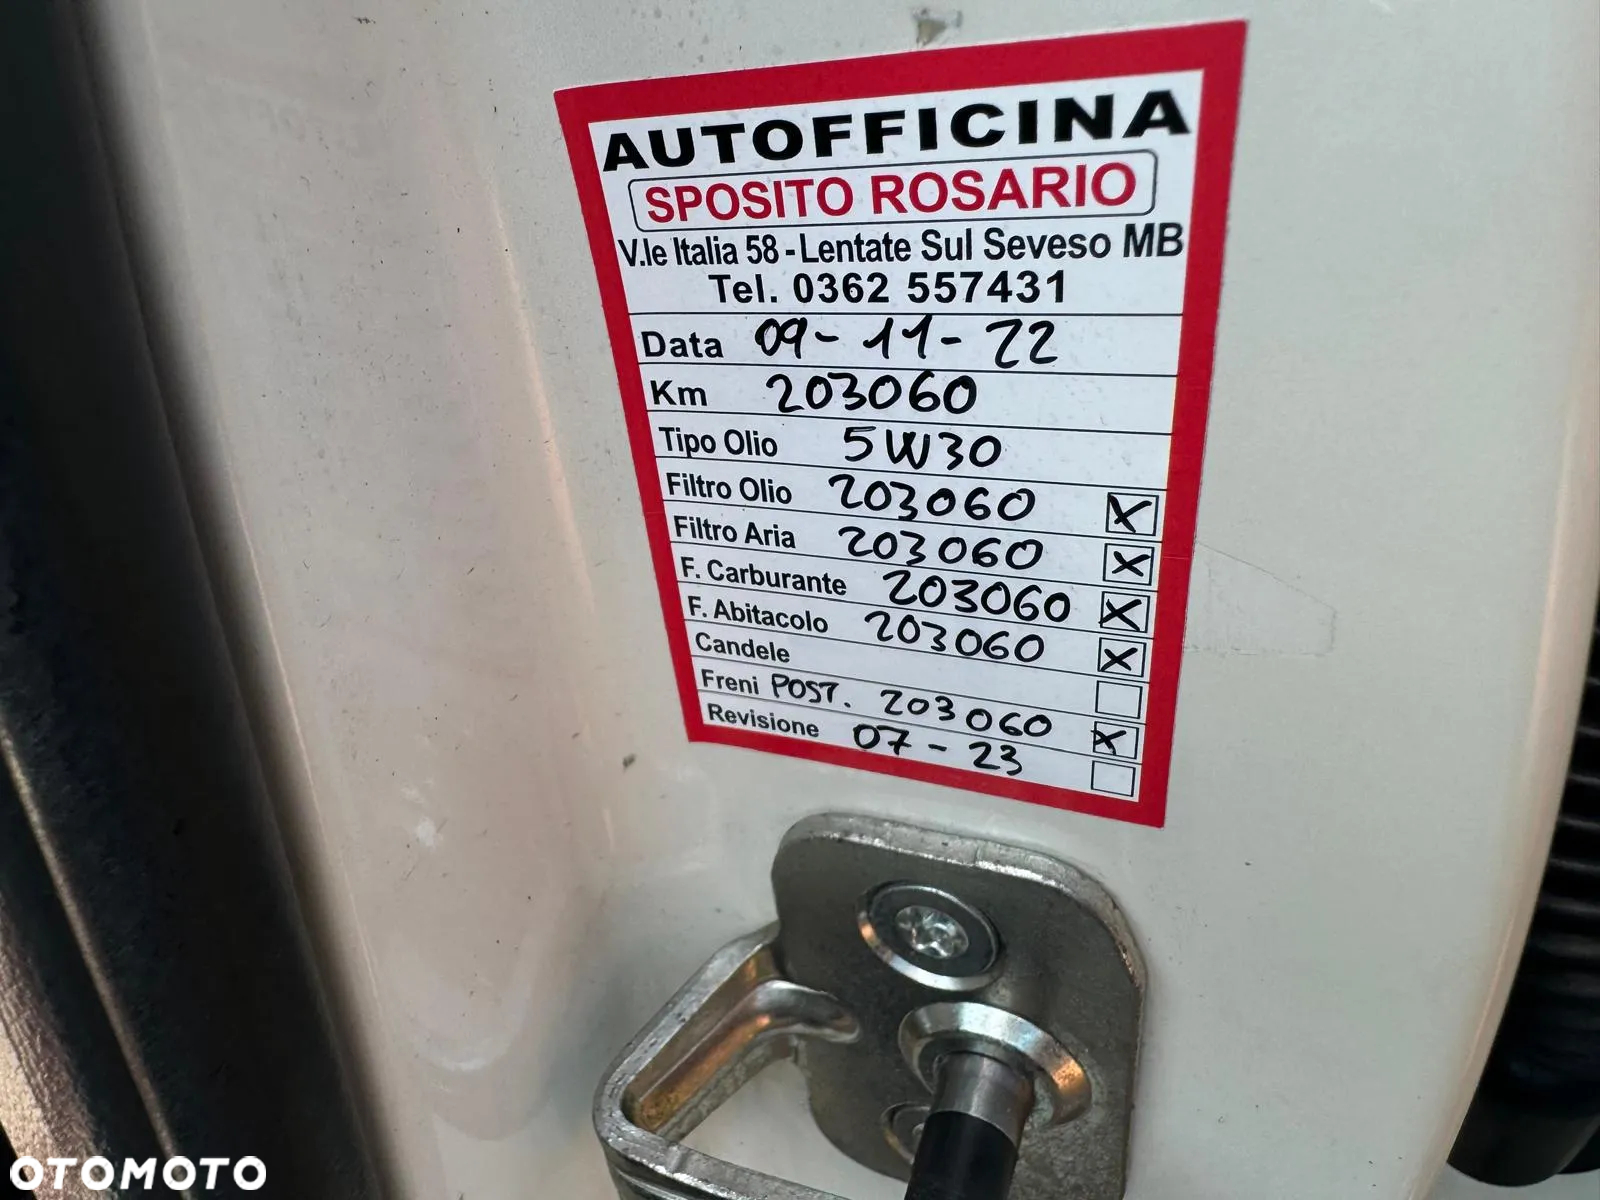 AUTOFFICINA
SPOSITO ROSARIO
V.le Italia 58 - Lentate Sul Seveso MB
Tel. 0362 557431
Data 09-11-22
Km 203060
Tipo Olio 5W30
Filtro Olio 203060
Filtro Aria 203060
F. Carburante 203060
F. Abitacolo 203060
Candele
Freni POST. 203060
Revisione 07-23
OTOMOTO